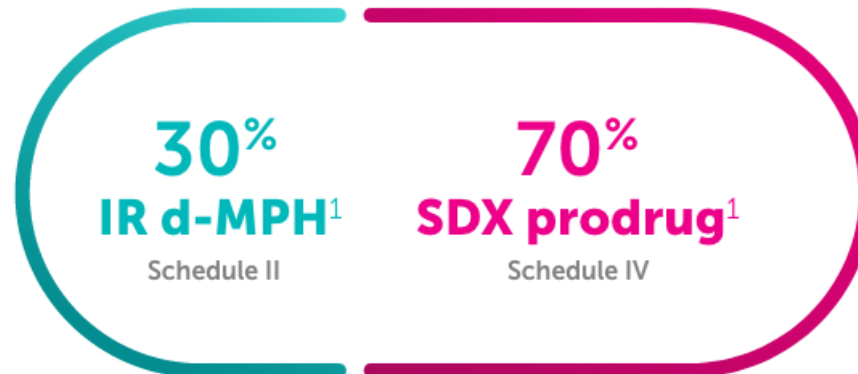 30%
IR d-MPH1
Schedule II
70%
SDX prodrug1
Schedule IV